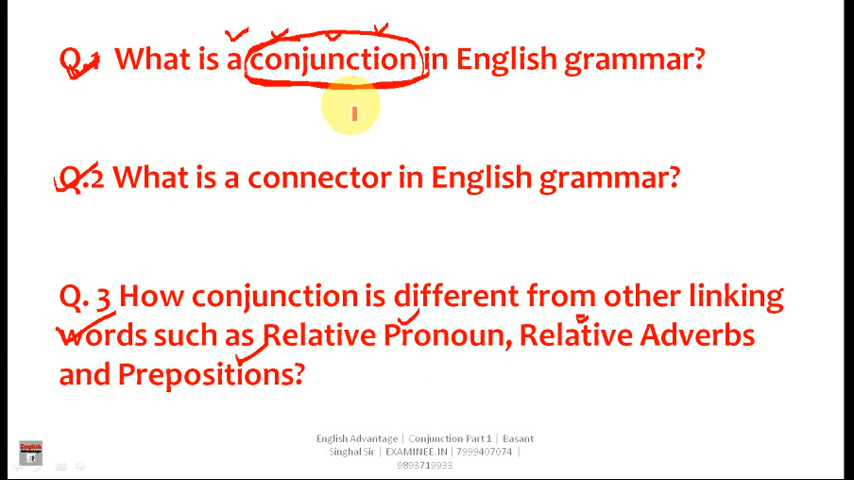 Q.1 What is a conjunction in English grammar?
Q.2 What is a connector in English grammar?
Q. 3 How conjunction is different from other linking
words such as Relative Pronoun, Relative Adverbs
and Prepositions?
English Advantage | Conjunction Part 1 | Basant
Singhal Sir | EXAMINEE.IN | 7999407074 |
9893719933
English
Advantage